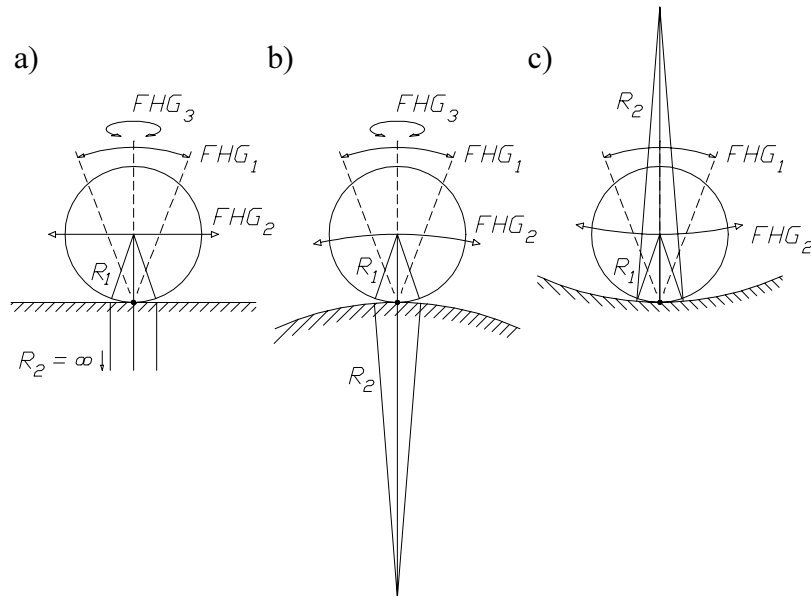 a)
FHG₃
FHG₁
FHG₂
R₁
R₂ = ∞
b)
FHG₃
FHG₁
FHG₂
R₁
R₂
c)
R₂
FHG₁
FHG₂
R₁